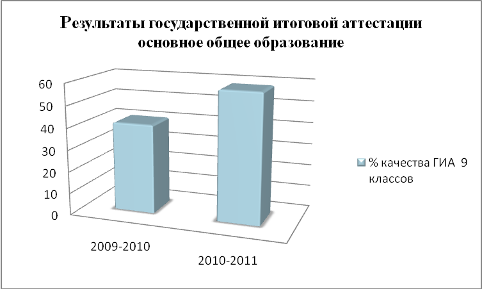 Результаты государственной итоговой аттестации
основное общее образование
60
50
40
30
20
10
0
2009-2010
2010-2011
% качества ГИА 9
классов